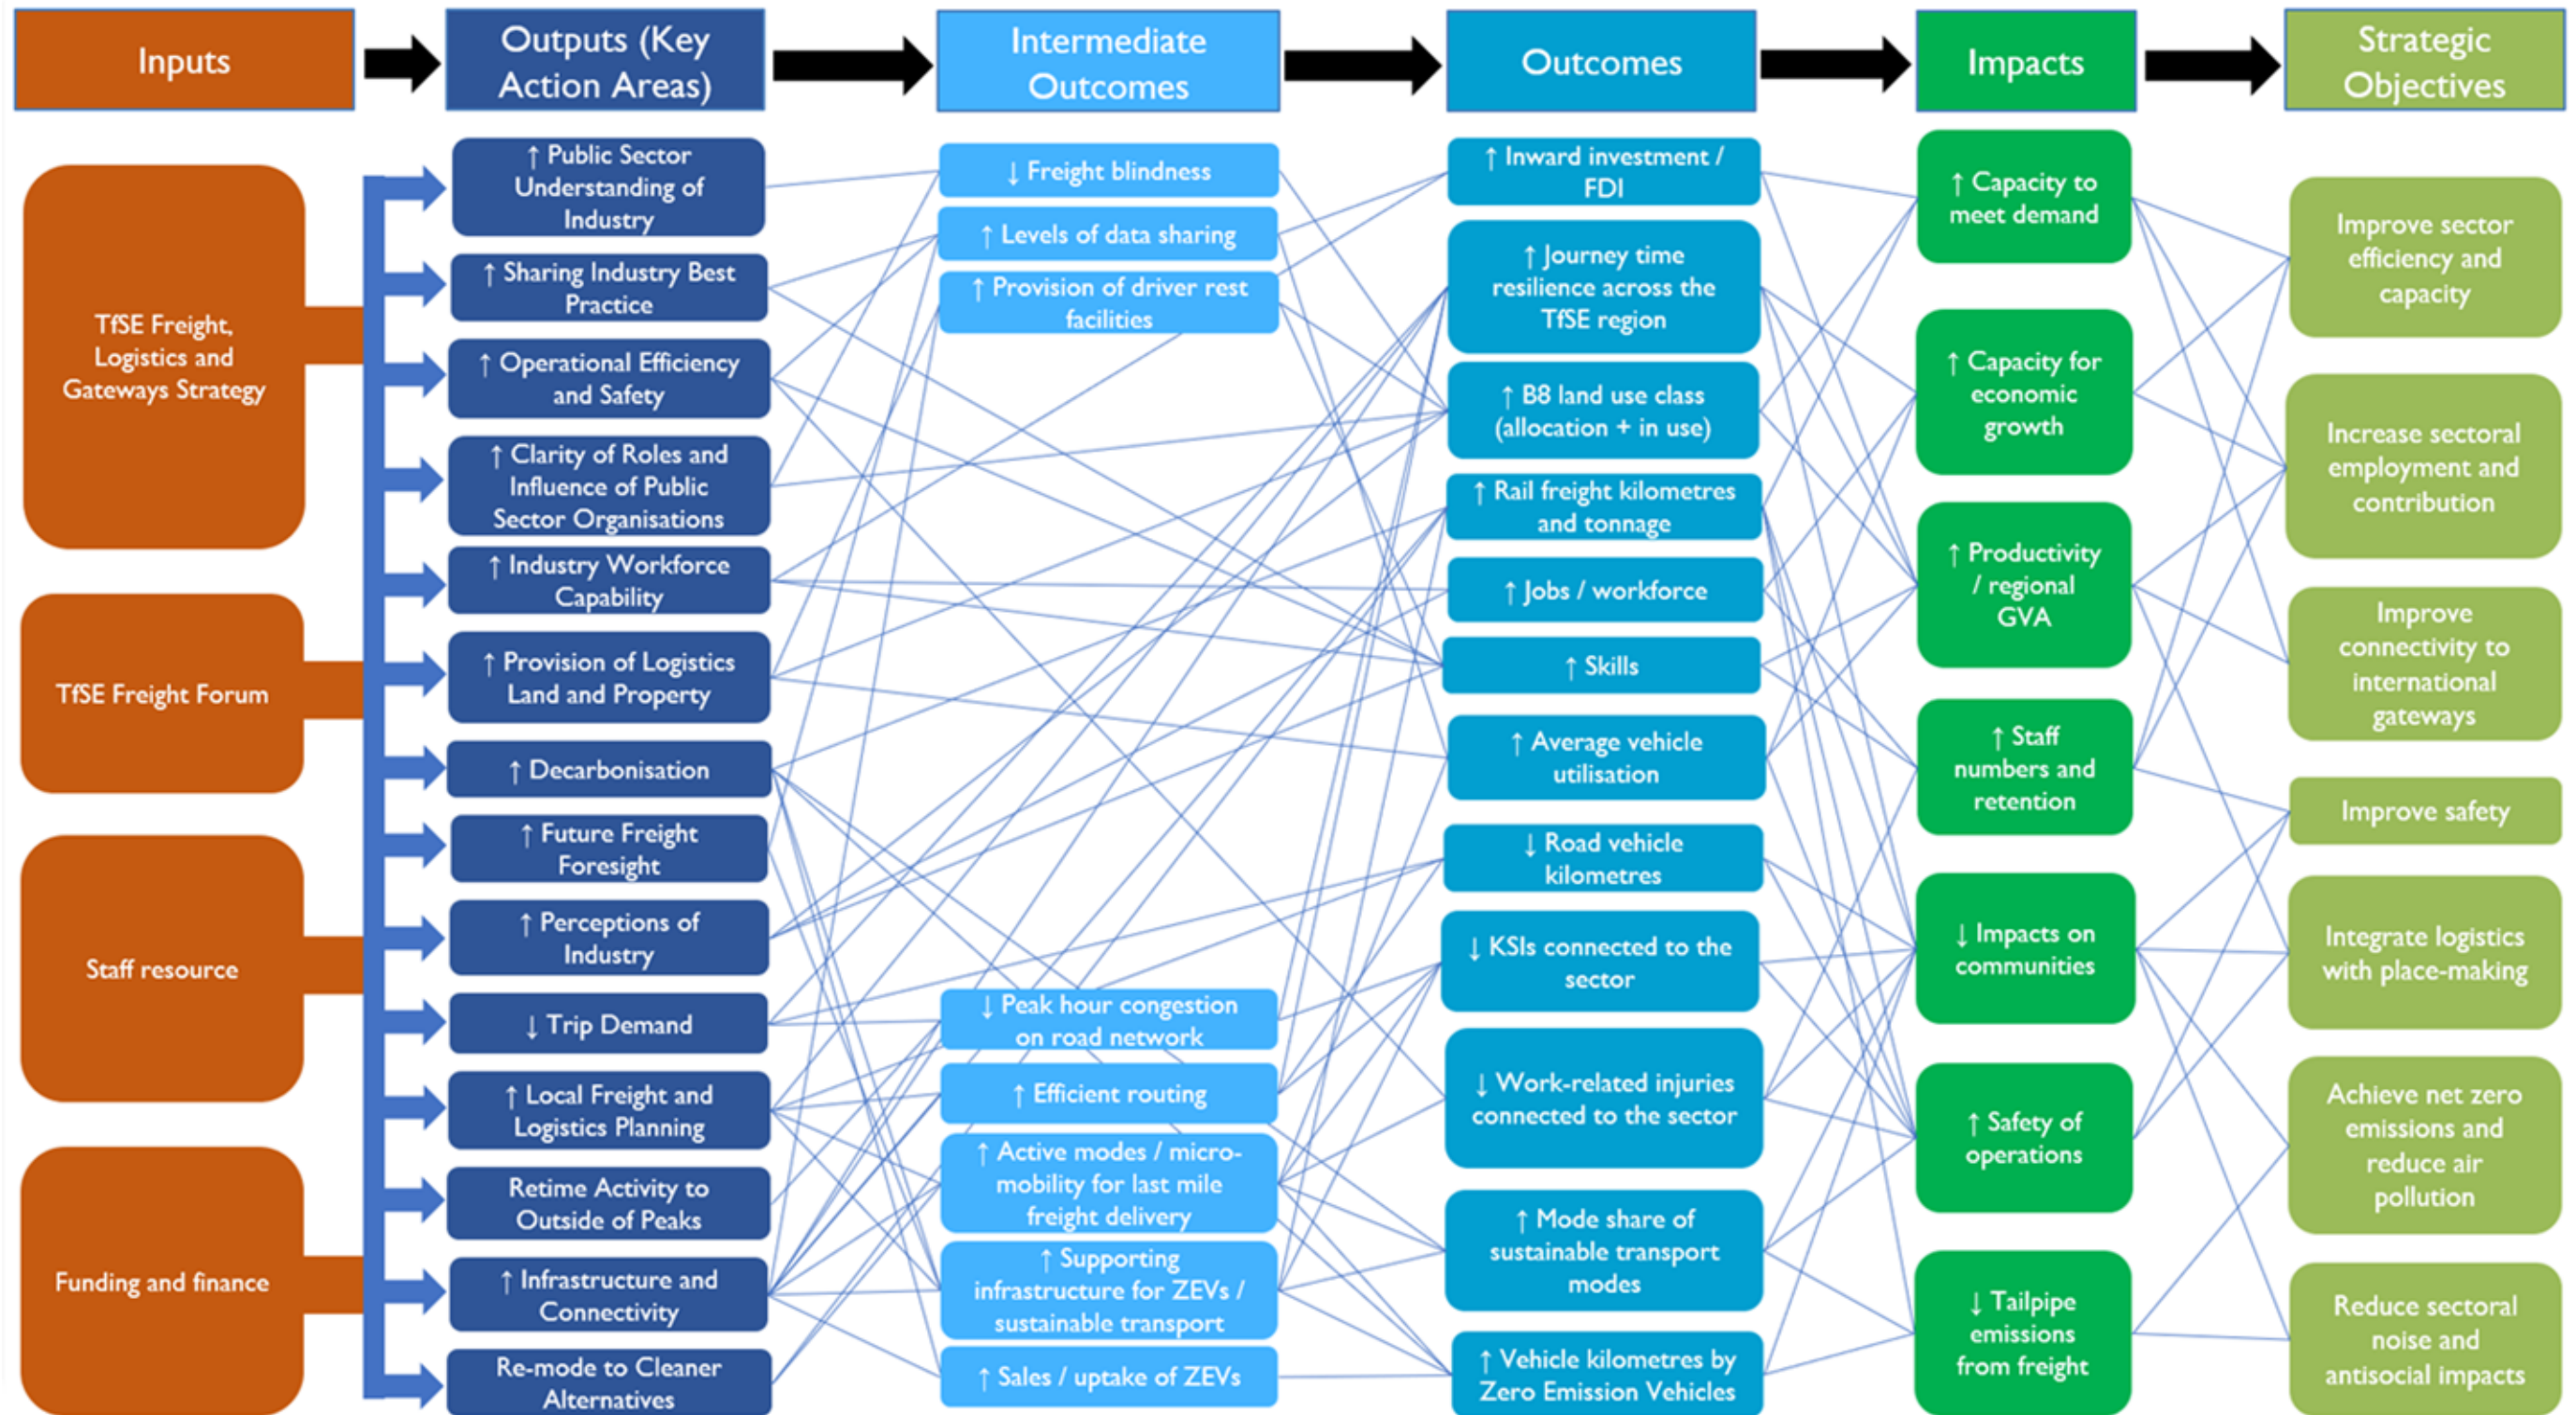 Inputs
Outputs (Key
Action Areas)
Intermediate
Outcomes
Outcomes
Impacts
Strategic
Objectives
TfSE Freight,
Logistics and
Gateways Strategy
TfSE Freight Forum
Staff resource
Funding and finance
↑ Public Sector
Understanding of
Industry
↑ Sharing Industry Best
Practice
↑ Operational Efficiency
and Safety
↑ Clarity of Roles and
Influence of Public
Sector Organisations
↑ Industry Workforce
Capability
↑ Provision of Logistics
Land and Property
↑ Decarbonisation
↑ Future Freight
Foresight
↑ Perceptions of
Industry
↓ Trip Demand
↑ Local Freight and
Logistics Planning
Retime Activity to
Outside of Peaks
↑ Infrastructure and
Connectivity
Re-mode to Cleaner
Alternatives
↓ Freight blindness
↑ Levels of data sharing
↑ Provision of driver rest
facilities
↓ Peak hour congestion
on road network
↑ Efficient routing
↑ Active modes / micro-
mobility for last mile
freight delivery
↑ Supporting
infrastructure for ZEVs /
sustainable transport
↑ Sales / uptake of ZEVs
↑ Inward investment /
FDI
↑ Journey time
resilience across the
TfSE region
↑ B8 land use class
(allocation + in use)
↑ Rail freight kilometres
and tonnage
↑ Jobs / workforce
↑ Skills
↑ Average vehicle
utilisation
↓ Road vehicle
kilometres
↓ KSIs connected to the
sector
↓ Work-related injuries
connected to the sector
↑ Mode share of
sustainable transport
modes
↑ Vehicle kilometres by
Zero Emission Vehicles
↑ Capacity to
meet demand
↑ Capacity for
economic
growth
↑ Productivity
/ regional
GVA
↑ Staff
numbers and
retention
↓ Impacts on
communities
↑ Safety of
operations
↓ Tailpipe
emissions
from freight
Improve sector
efficiency and
capacity
Increase sectoral
employment and
contribution
Improve
connectivity to
international
gateways
Improve safety
Integrate logistics
with place-making
Achieve net zero
emissions and
reduce air
pollution
Reduce sectoral
noise and
antisocial impacts